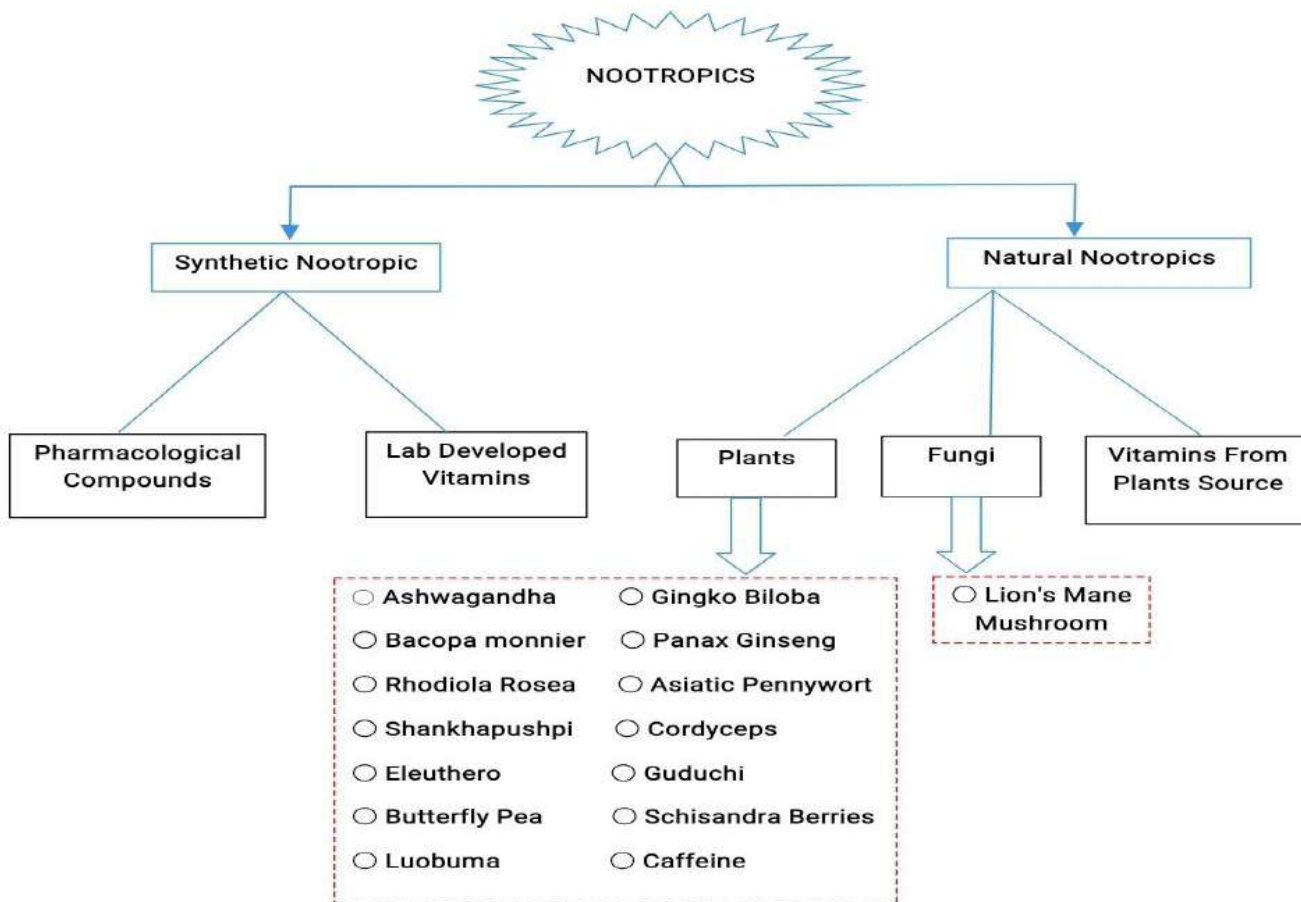 NOOTROPICS
Synthetic Nootropic
Natural Nootropics
Pharmacological
Compounds
Lab Developed
Vitamins
Plants
Fungi
Vitamins From
Plants Source
Ashwagandha
Gingko Biloba
Bacopa monnier
Panax Ginseng
Rhodiola Rosea
Asiatic Pennywort
Shankhapushpi
Cordyceps
Eleuthero
Guduchi
Butterfly Pea
Schisandra Berries
Luobuma
Caffeine
Lion's Mane
Mushroom